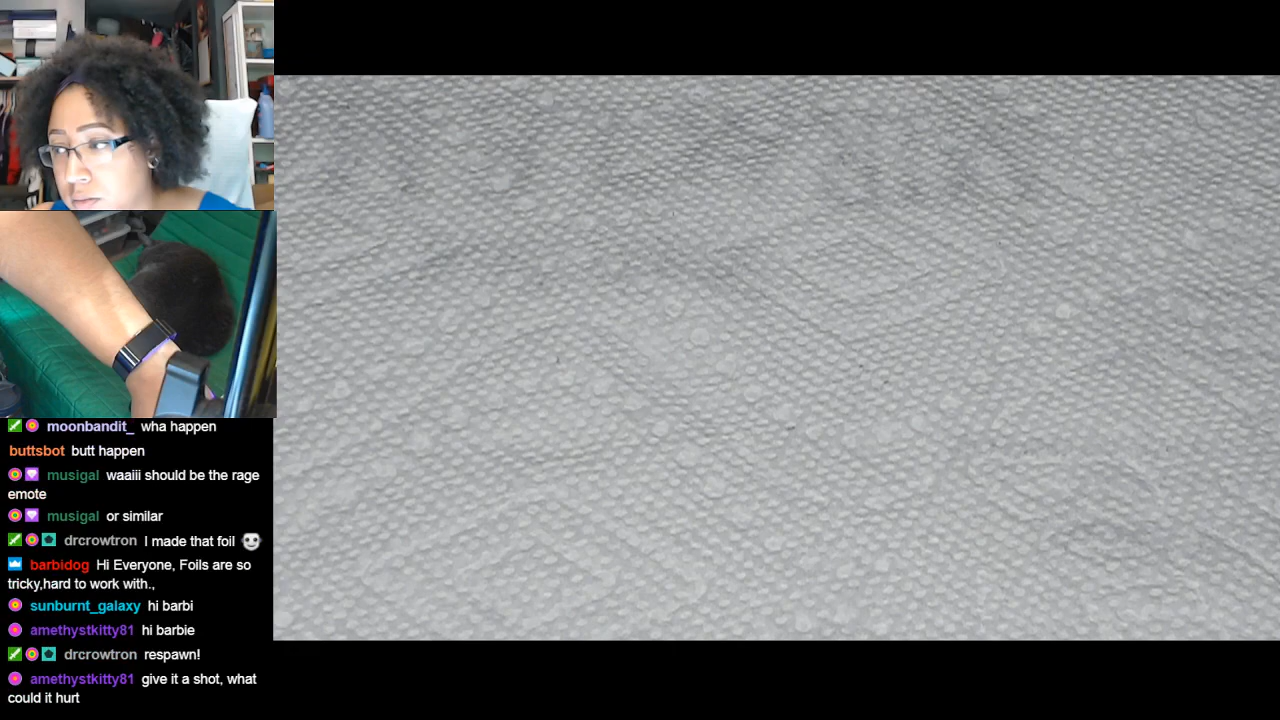 moonbandit_ wha happen
buttsbot butt happen
musigal waaiii should be the rage
emote
musigal or similar
drcrowtron I made that foil
barbidog Hi Everyone, Foils are so
tricky,hard to work with.,
sunburnt_galaxy hi barbi
amethystkitty81 hi barbie
drcrowtron respawn!
amethystkitty81 give it a shot, what
could it hurt